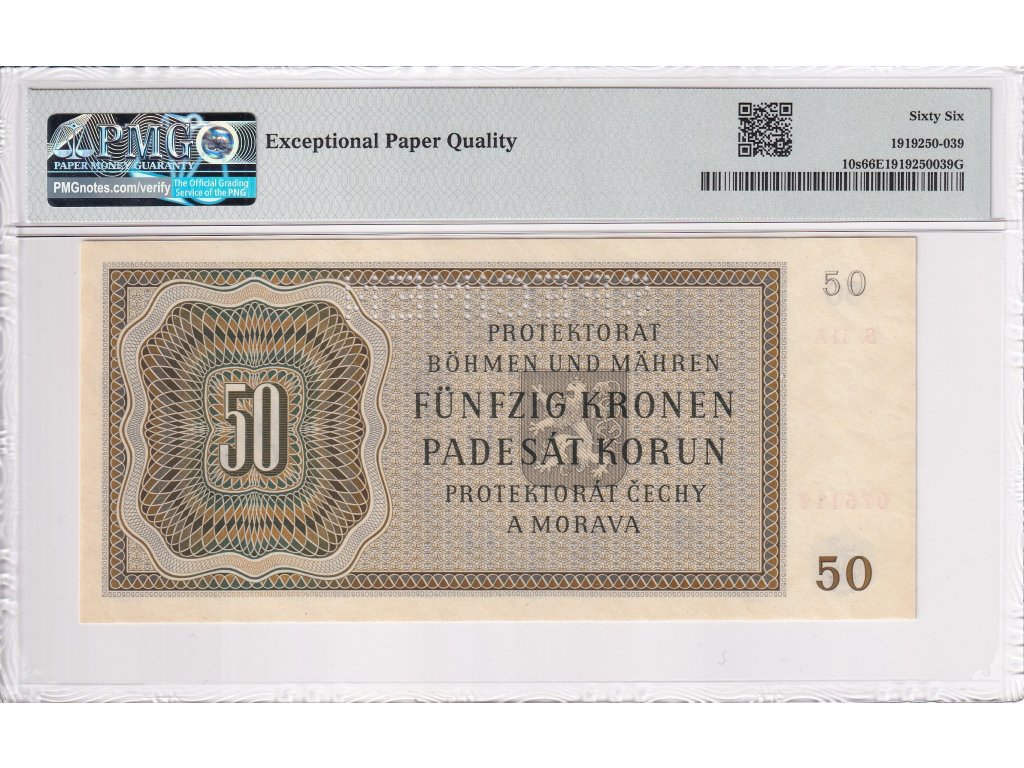 PMG
PAPER MONEY GUARANTY
PMGnotes.com/verify
The Official Grading
Service of the PNG
Exceptional Paper Quality
Sixty Six
1919250-039
10s66E1919250039G
50
PROTEKTORAT
BÖHMEN UND MÄHREN
FÜNFZIG KRONEN
PADESÁT KORUN
PROTEKTORÁT ČECHY
A MORAVA
50
50